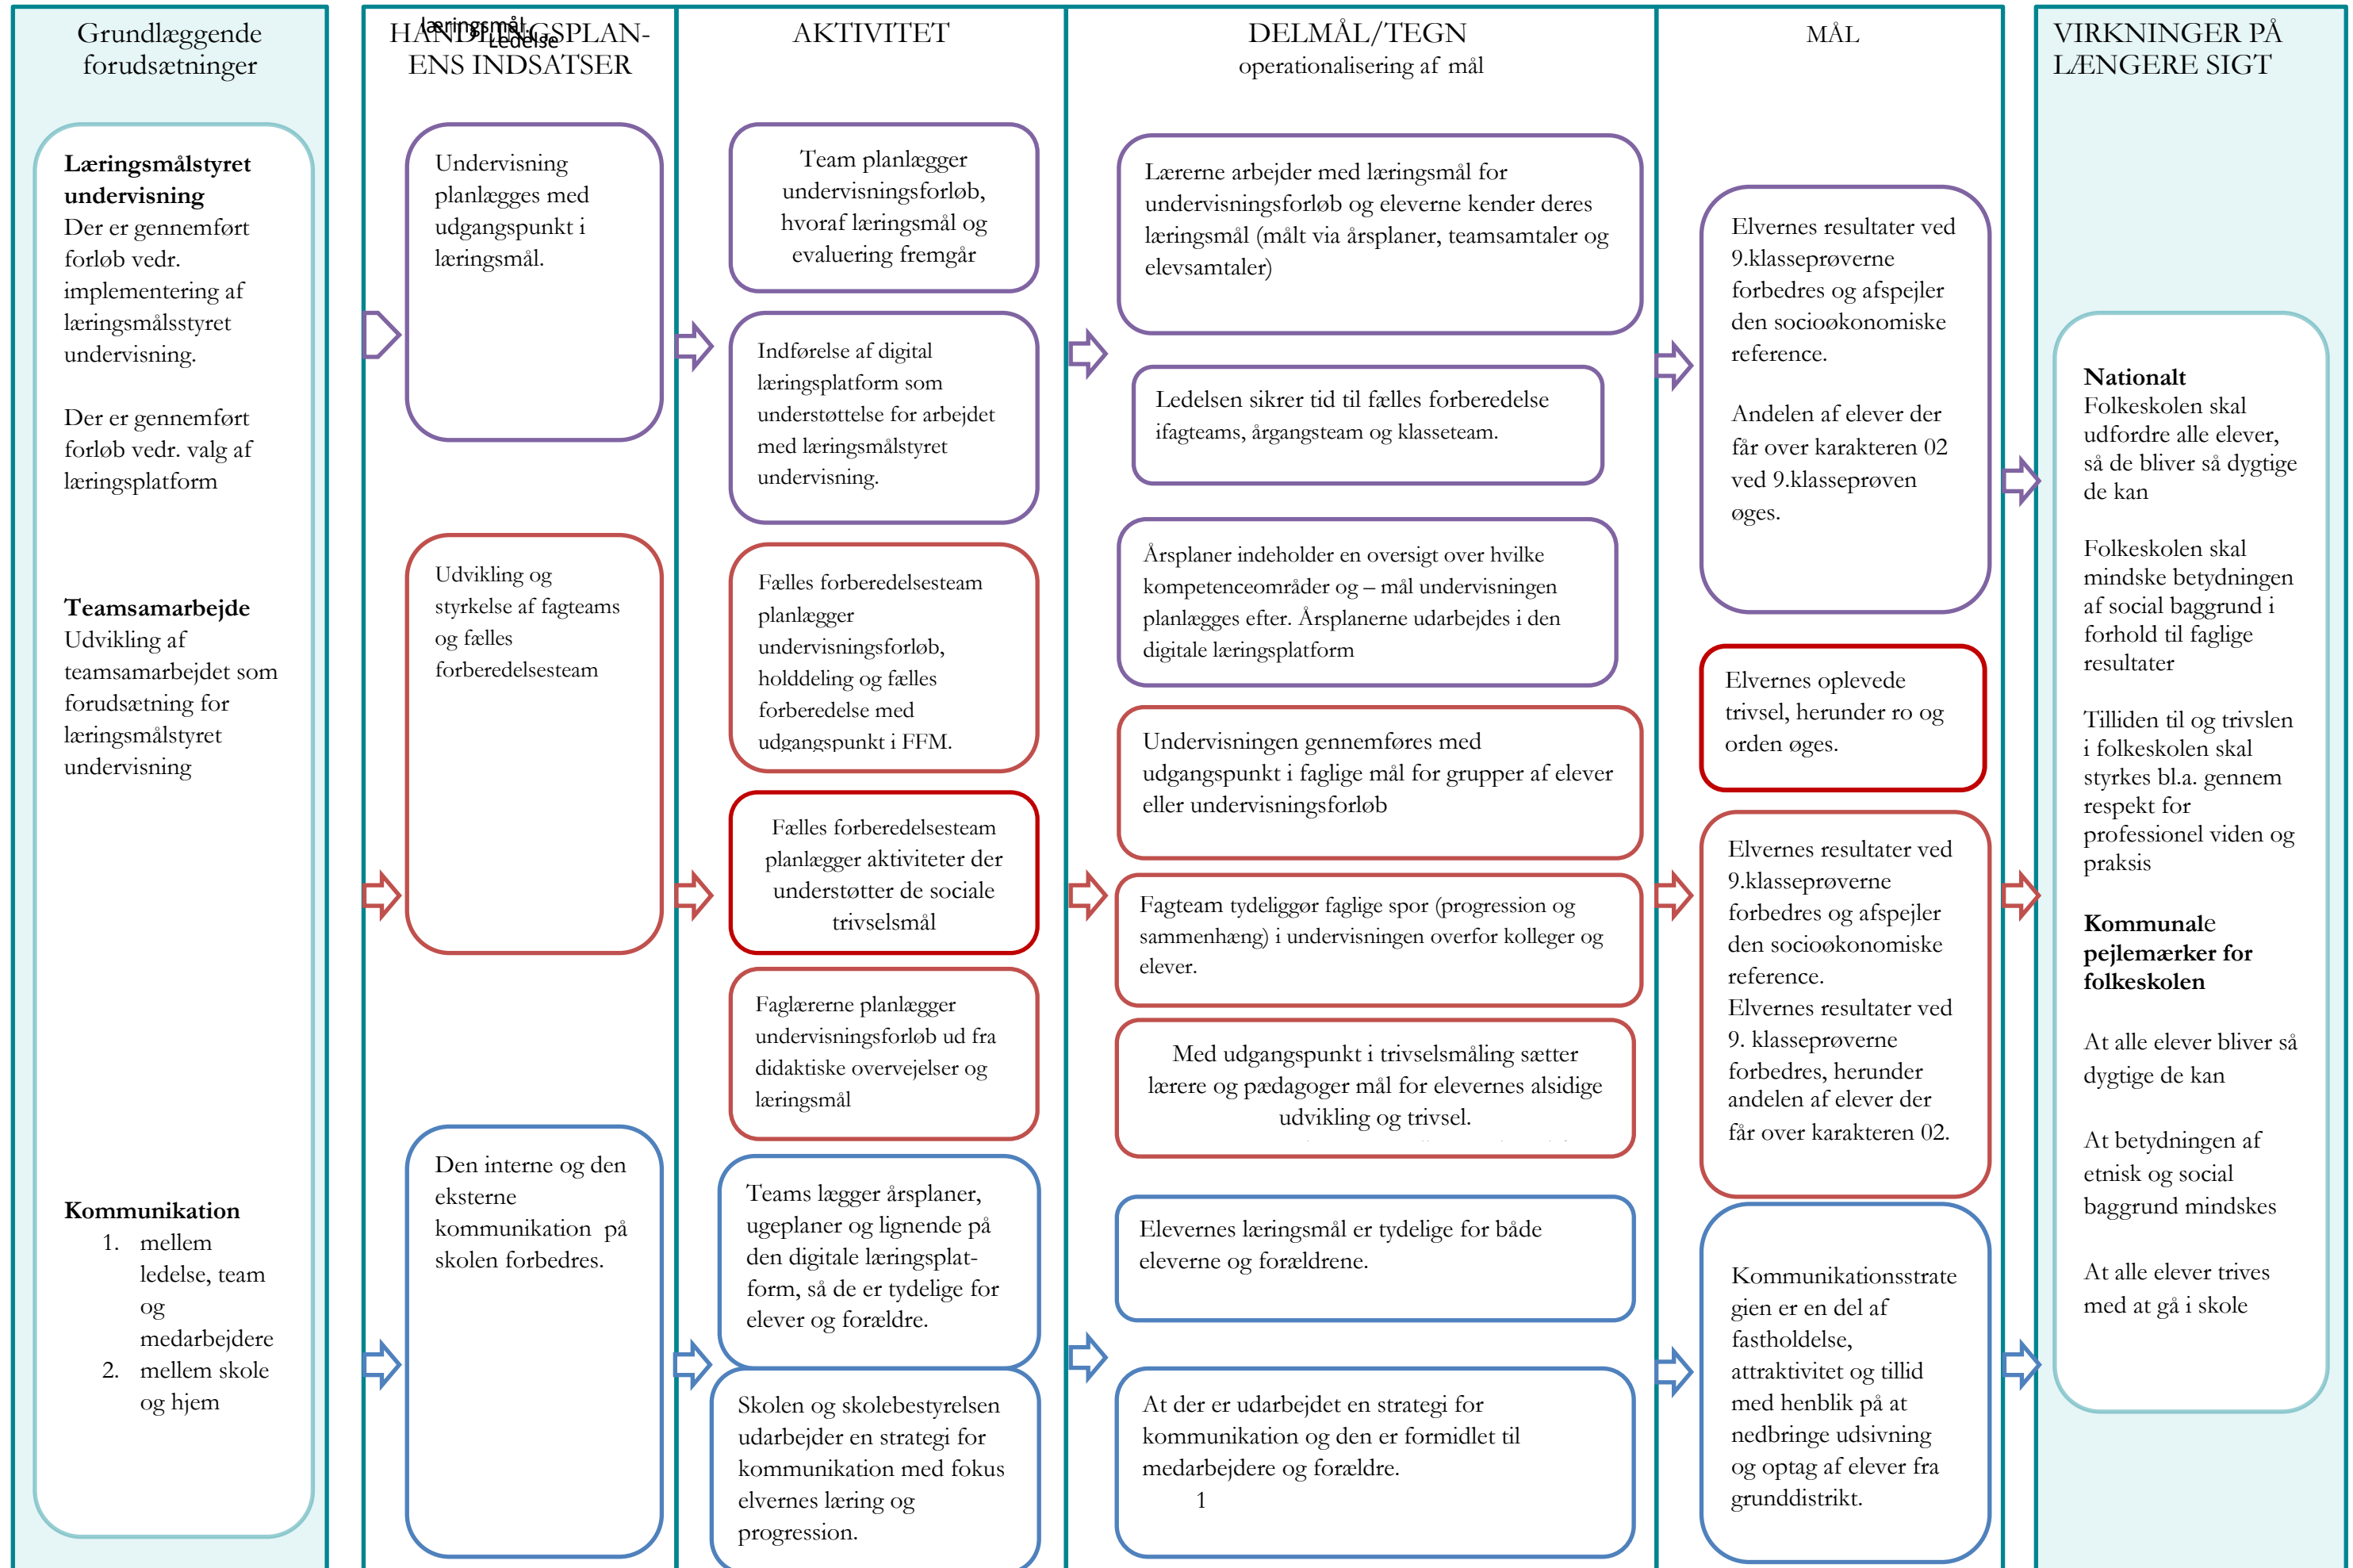 Grundlæggende
forudsætninger
Læringsmålstyret
undervisning
Der er gennemført
forløb vedr.
implementering af
læringsmålsstyret
undervisning.
Der er gennemført
forløb vedr. valg af
læringsplatform
Teamsamarbejde
Udvikling af
teamsamarbejdet som
forudsætning for
læringsmålstyret
undervisning
Kommunikation
1. mellem
ledelse, team
og
medarbejdere
2. mellem skole
og hjem
læringsmål.
Ledelse
HANDLINGSPLAN-
ENS INDSATSER
Undervisning
planlægges med
udgangspunkt i
læringsmål.
Udvikling og
styrkelse af fagteams
og fælles
forberedelsesteam
Den interne og den
eksterne
kommunikation på
skolen forbedres.
AKTIVITET
Team planlægger
undervisningsforløb,
hvoraf læringsmål og
evaluering fremgår
Indførelse af digital
læringsplatform som
understøttelse for arbejdet
med læringsmålstyret
undervisning.
Fælles forberedelsesteam
planlægger
undervisningsforløb,
holddeling og fælles
forberedelse med
udgangspunkt i FFM.
Fælles forberedelsesteam
planlægger aktiviteter der
understøtter de sociale
trivselsmål
Faglærerne planlægger
undervisningsforløb ud fra
didaktiske overvejelser og
læringsmål
Teams lægger årsplaner,
ugeplaner og lignende på
den digitale læringsplat-
form, så de er tydelige for
elever og forældre.
Skolen og skolebestyrelsen
udarbejder en strategi for
kommunikation med fokus
elvernes læring og
progression.
DELMÅL/TEGN
operationalisering af mål
Lærerne arbejder med læringsmål for
undervisningsforløb og eleverne kender deres
læringsmål (målt via årsplaner, teamsamtaler og
elevsamtaler)
Ledelsen sikrer tid til fælles forberedelse
ifagteams, årgangsteam og klasseteam.
Årsplaner indeholder en oversigt over hvilke
kompetenceområder og – mål undervisningen
planlægges efter. Årsplanerne udarbejdes i den
digitale læringsplatform
Undervisningen gennemføres med
udgangspunkt i faglige mål for grupper af elever
eller undervisningsforløb
Fagteam tydeliggør faglige spor (progression og
sammenhæng) i undervisningen overfor kolleger og
elever.
Med udgangspunkt i trivselsmåling sætter
lærere og pædagoger mål for elevernes alsidige
udvikling og trivsel.
Elevernes læringsmål er tydelige for både
eleverne og forældrene.
At der er udarbejdet en strategi for
kommunikation og den er formidlet til
medarbejdere og forældre.
1
MÅL
Elvernes resultater ved
9.klasseprøverne
forbedres og afspejler
den socioøkonomiske
reference.
Andelen af elever der
får over karakteren 02
ved 9.klasseprøven
øges.
Elvernes oplevede
trivsel, herunder ro og
orden øges.
Elvernes resultater ved
9.klasseprøverne
forbedres og afspejler
den socioøkonomiske
reference.
Elvernes resultater ved
9. klasseprøverne
forbedres, herunder
andelen af elever der
får over karakteren 02.
Kommunikationsstrate
gien er en del af
fastholdelse,
attraktivitet og tillid
med henblik på at
nedbringe udsivning
og optag af elever fra
grunddistrikt.
VIRKNINGER PÅ
LÆNGERE SIGT
Nationalt
Folkeskolen skal
udfordre alle elever,
så de bliver så dygtige
de kan
Folkeskolen skal
mindske betydningen
af social baggrund i
forhold til faglige
resultater
Tilliden til og trivslen
i folkeskolen skal
styrkes bl.a. gennem
respekt for
professionel viden og
praksis
Kommunale
pejlemærker for
folkeskolen
At alle elever bliver så
dygtige de kan
At betydningen af
etnisk og social
baggrund mindskes
At alle elever trives
med at gå i skole